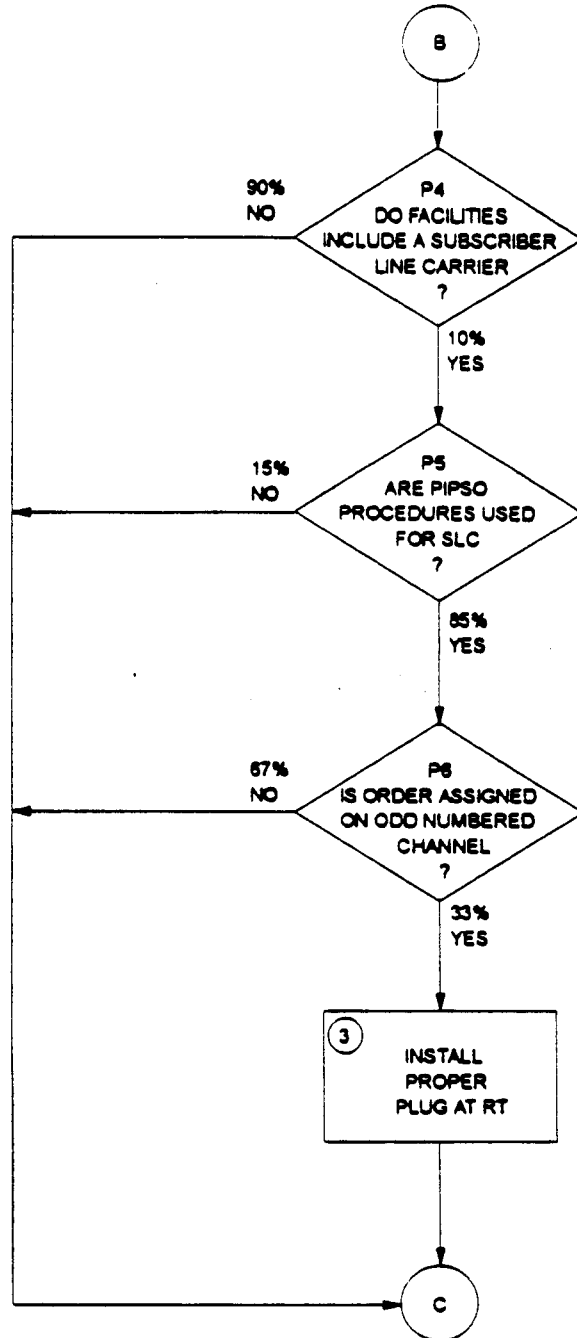 B
90%
NO
P4
DO FACILITIES
INCLUDE A SUBSCRIBER
LINE CARRIER
?
10%
YES
15%
NO
P5
ARE PIPSO
PROCEDURES USED
FOR SLC
?
85%
YES
67%
NO
P6
IS ORDER ASSIGNED
ON ODD NUMBERED
CHANNEL
?
33%
YES
3
INSTALL
PROPER
PLUG AT RT
C